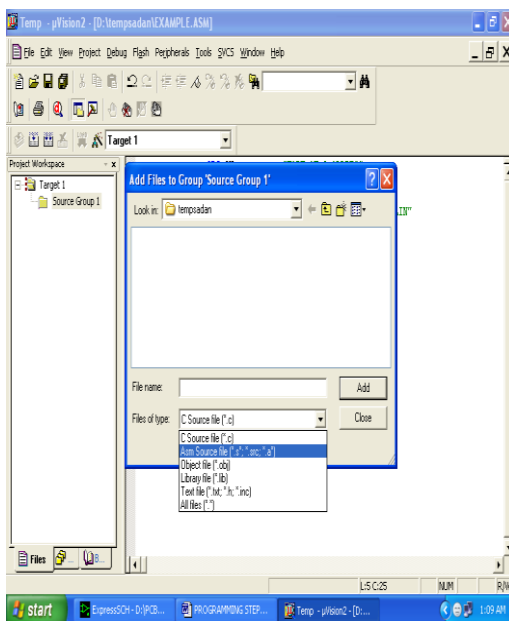 Temp - µVision2 - [D:\tempsadan\EXAMPLE.ASM]
File Edit View Project Debug Flash Peripherals Tools SVCS Window Help
Target 1
Project Workspace
Target 1
Source Group 1
Add Files to Group 'Source Group 1'
Look in: tempsadan
File name:
Add
Files of type: C Source file (*.c)
Close
C Source file (*.c)
Asm Source file (*.s*; *.src; *.a*)
Object file (*.obj)
Library file (*.lib)
Text file (*.txt; *.h; *.inc)
All files (*.*)
Files
B...
L:5 C:25
NUM
R/W
start
ExpressSCH - D:\PCB...
PROGRAMMING STEP...
Temp - µVision2 - [D:...
1:09 AM